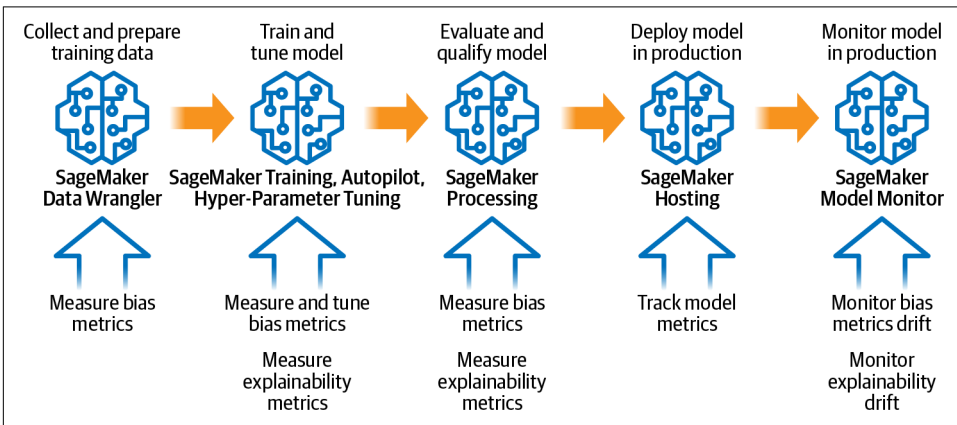 Collect and prepare
training data
Train and
tune model
Evaluate and
qualify model
Deploy model
in production
Monitor model
in production
SageMaker
Data Wrangler
SageMaker Training, Autopilot,
Hyper-Parameter Tuning
SageMaker
Processing
SageMaker
Hosting
SageMaker
Model Monitor
Measure bias
metrics
Measure and tune
bias metrics
Measure bias
metrics
Track model
metrics
Monitor bias
metrics drift
Measure
explainability
metrics
Measure
explainability
metrics
Monitor
explainability
drift